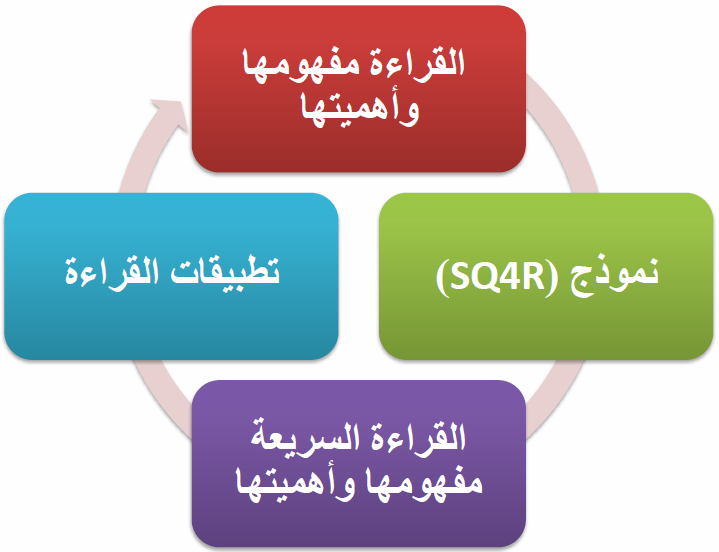 القراءة مفهومها
وأهميتها
نموذج (SQ4R)
القراءة السريعة
مفهومها وأهميتها
تطبيقات القراءة